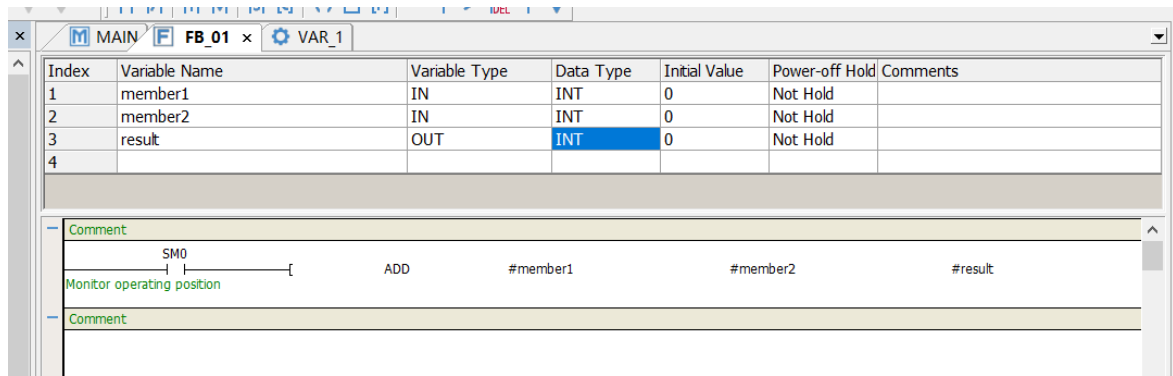 DEL
MAIN FB_01 × VAR_1
Index Variable Name Variable Type Data Type Initial Value Power-off Hold Comments
1 member1 IN INT 0 Not Hold
2 member2 IN INT 0 Not Hold
3 result OUT INT 0 Not Hold
4
Comment
SM0
ADD #member1 #member2 #result
Monitor operating position
Comment